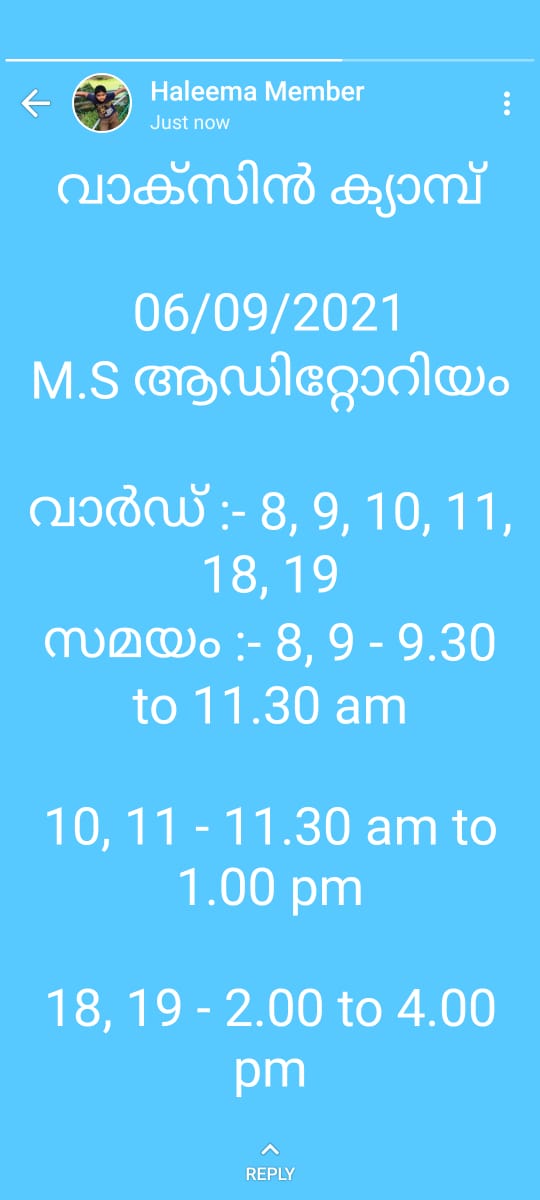 Haleema Member
Just now
വാക്സിൻ ക്യാമ്പ്
06/09/2021
M.S ആഡിറ്റോറിയം
വാർഡ് :- 8, 9, 10, 11,
18, 19
സമയം :- 8, 9 - 9.30
to 11.30 am
10, 11 - 11.30 am to
1.00 pm
18, 19 - 2.00 to 4.00
pm
REPLY